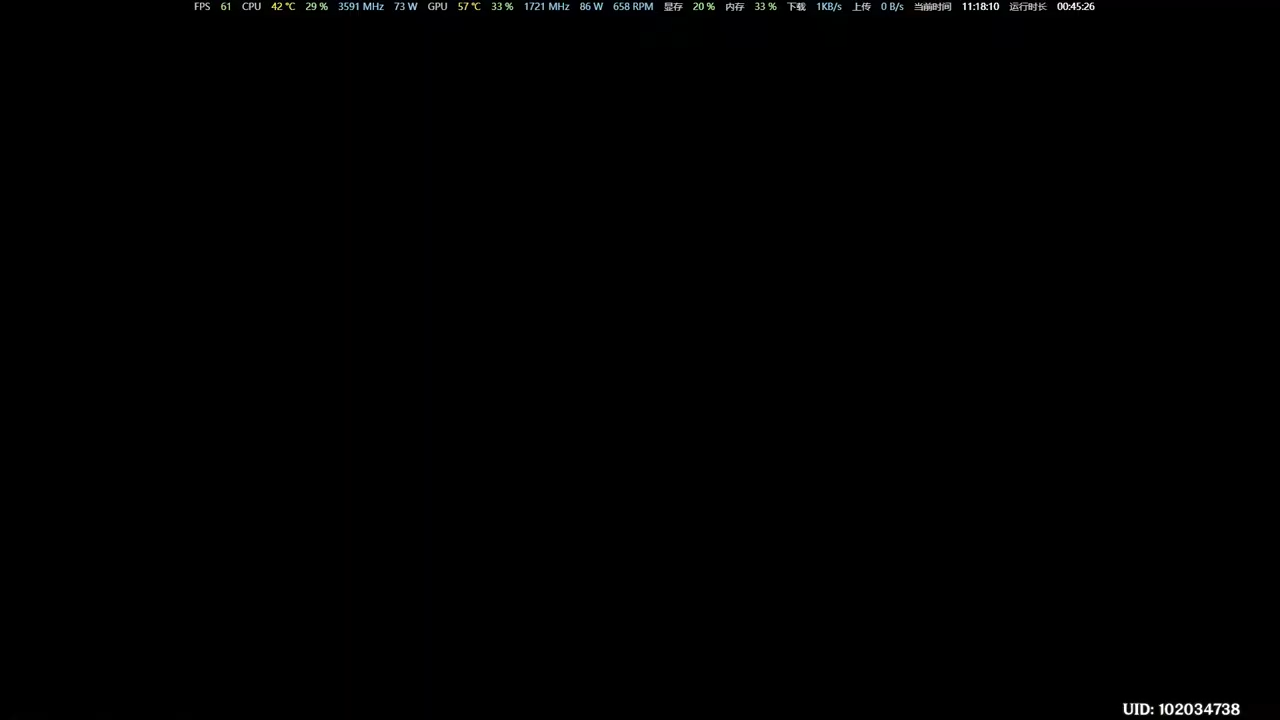 FPS 61 CPU 42 ℃ 29 % 3591 MHz 73 W GPU 57 ℃ 33 % 1721 MHz 86 W 658 RPM 显存 20 % 内存 33 % 下载 1KB/s 上传 0 B/s 当前时间 11:18:10 运行时长 00:45:26
UID: 102034738